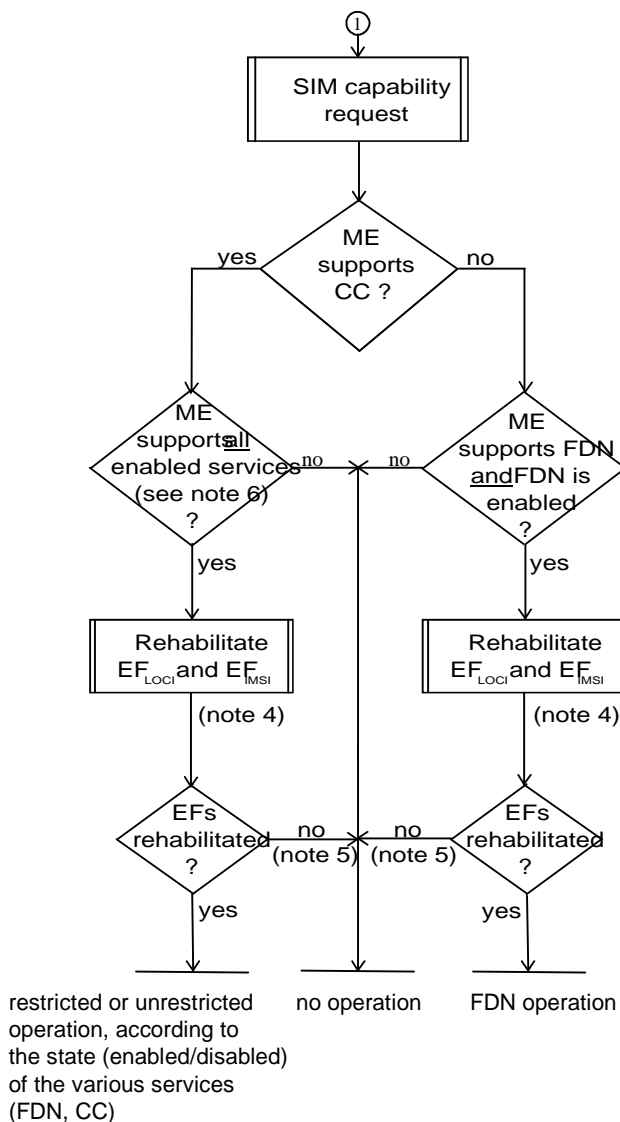 1
SIM capability
request
ME
supports
CC ?
yes
no
ME
supports all
enabled services
(see note 6)
?
no
no
ME
supports FDN
and FDN is
enabled
?
yes
yes
Rehabilitate
EFLOCI and EFIMSI
Rehabilitate
EFLOCI and EFIMSI
(note 4)
(note 4)
EFs
rehabilitated
?
no
(note 5)
no
(note 5)
EFs
rehabilitated
?
yes
yes
restricted or unrestricted
operation, according to
the state (enabled/disabled)
of the various services
(FDN, CC)
no operation
FDN operation